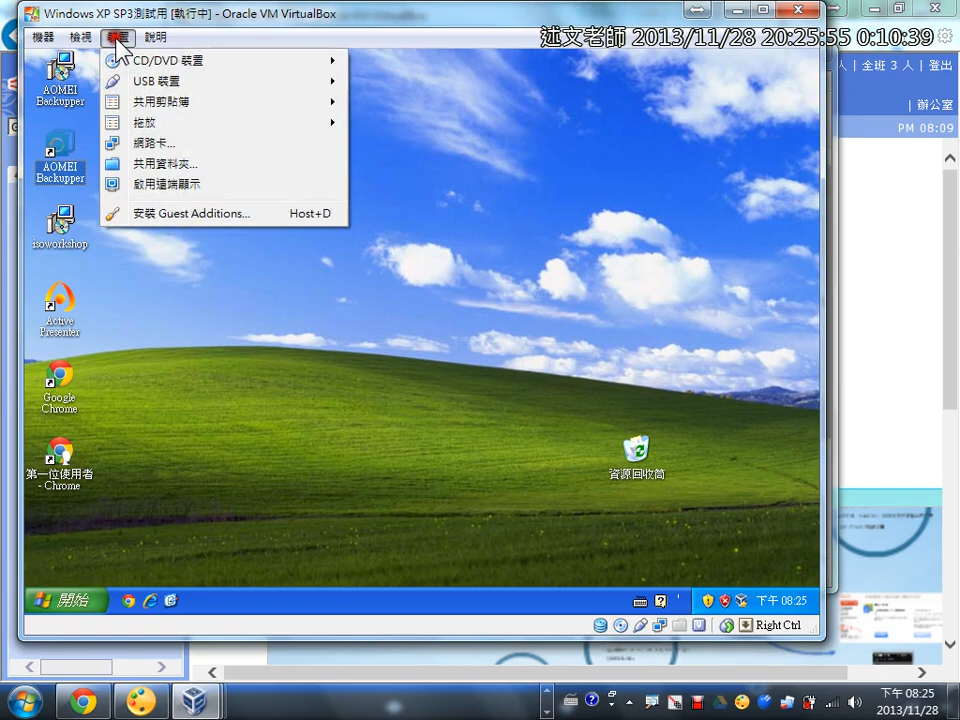 Windows XP SP3測試用 [執行中] - Oracle VM VirtualBox
機器 檢視 裝置 說明
述文老師 2013/11/28 20:25:55 0:10:39
人 | 全班 3 人 | 登出
| 辦公室
PM 08:09
CD/DVD 裝置
USB 裝置
共用剪貼簿
拖放
網路卡...
共用資料夾...
啟用遠端顯示
安裝 Guest Additions... Host+D
AOMEI
Backupper
AOMEI
Backupper
isoworkshop
Active
Presenter
Google
Chrome
第一位使用者
- Chrome
資源回收筒
開始
下午 08:25
Right Ctrl
下午 08:25
2013/11/28